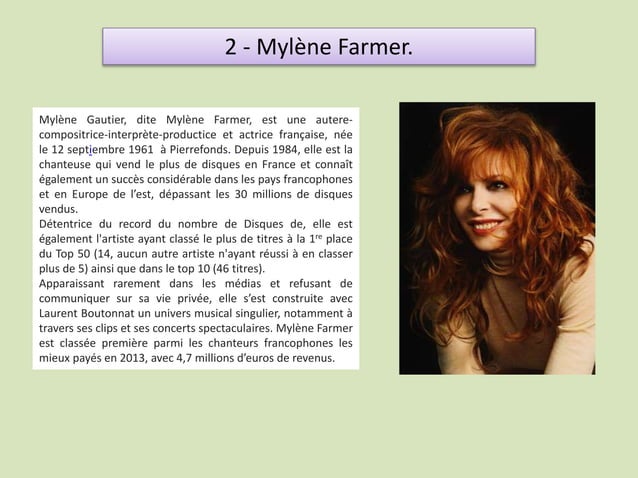 2 - Mylène Farmer.
Mylène Gautier, dite Mylène Farmer, est une autere-
compositrice-interprète-productice et actrice française, née
le 12 septiembre 1961 à Pierrefonds. Depuis 1984, elle est la
chanteuse qui vend le plus de disques en France et connaît
également un succès considérable dans les pays francophones
et en Europe de l’est, dépassant les 30 millions de disques
vendus.
Détentrice du record du nombre de Disques de, elle est
également l'artiste ayant classé le plus de titres à la 1re place
du Top 50 (14, aucun autre artiste n'ayant réussi à en classer
plus de 5) ainsi que dans le top 10 (46 titres).
Apparaissant rarement dans les médias et refusant de
communiquer sur sa vie privée, elle s’est construite avec
Laurent Boutonnat un univers musical singulier, notamment à
travers ses clips et ses concerts spectaculaires. Mylène Farmer
est classée première parmi les chanteurs francophones les
mieux payés en 2013, avec 4,7 millions d’euros de revenus.